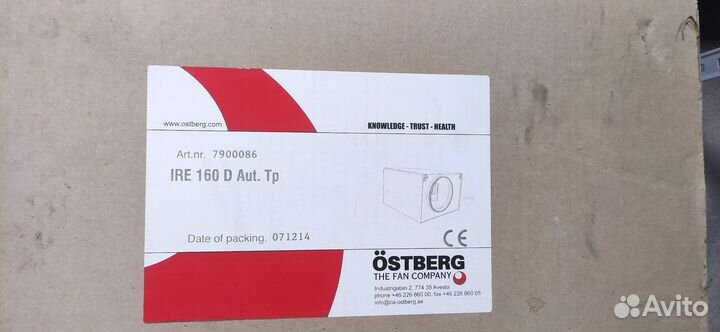 www.ostberg.com
KNOWLEDGE - TRUST - HEALTH
Art.nr. 7900086
IRE 160 D Aut. Tp
Date of packing. 071214
CE
ÖSTBERG
THE FAN COMPANY
Industrigatan 2, 774 35 Avesta
phone +46 226 860 00, fax +46 226 860 05
info@ca-ostberg.se
Avito